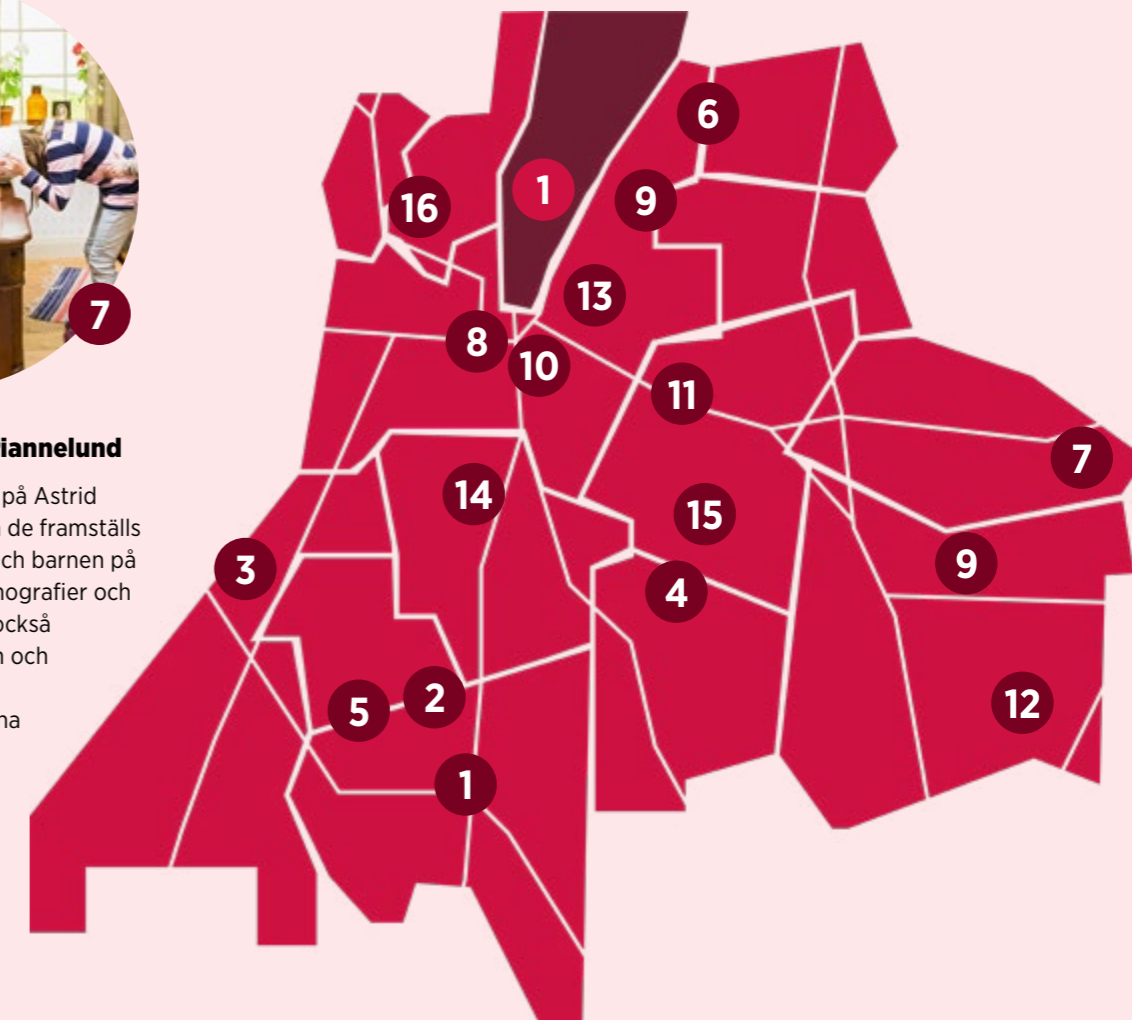 7
iannelund
på Astrid
de framställs
ch barnen på
nografier och
också
n och
na
6
1
9
16
13
8
10
11
7
14
15
3
9
4
5
2
12
1